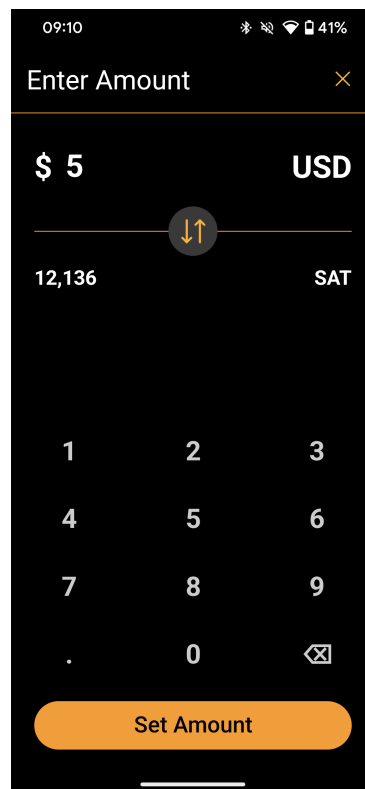 09:10 41%
Enter Amount
$ 5 USD
12,136 SAT
1 2 3
4 5 6
7 8 9
. 0
Set Amount